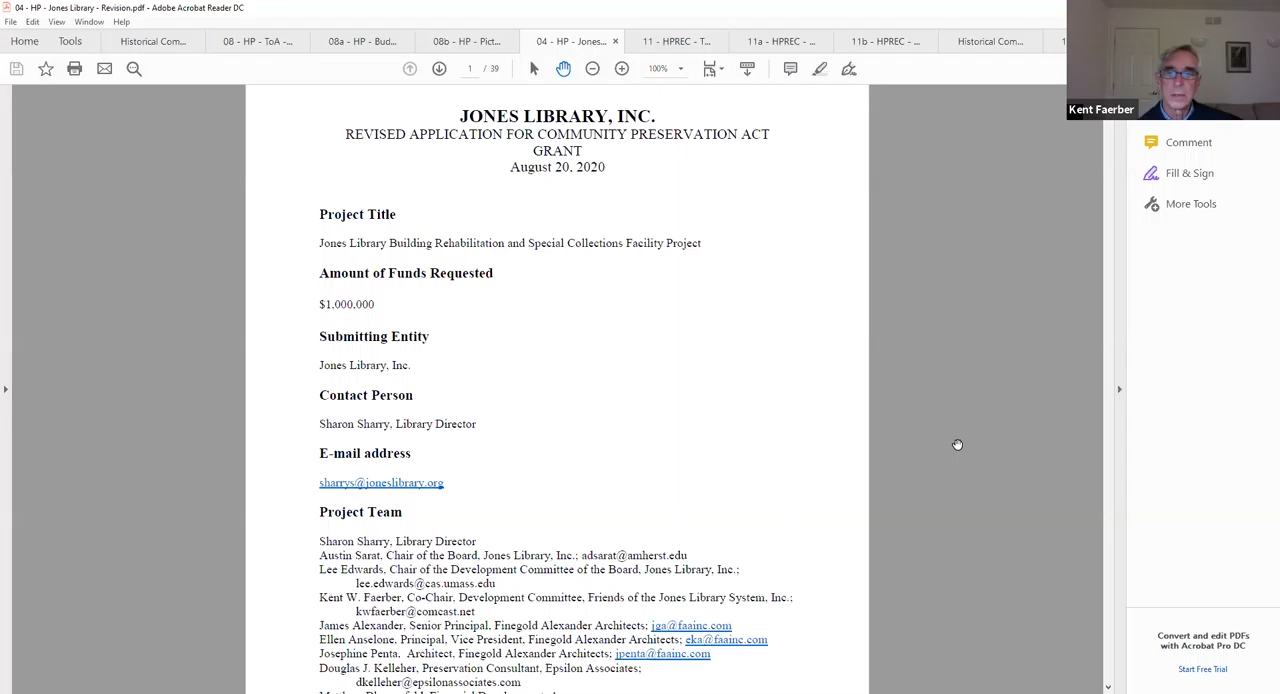 04 - HP - Jones Library - Revision.pdf - Adobe Acrobat Reader DC
File Edit View Window Help
Home Tools Historical Com... 08 - HP - ToA -... 08a - HP - Bud... 08b - HP - Pict... 04 - HP - Jones... × 11 - HPREC - T... 11a - HPREC - ... 11b - HPREC - ... Historical Com...
1 / 39 100%
Kent Faerber
JONES LIBRARY, INC.
REVISED APPLICATION FOR COMMUNITY PRESERVATION ACT
GRANT
August 20, 2020
Project Title
Jones Library Building Rehabilitation and Special Collections Facility Project
Amount of Funds Requested
$1,000,000
Submitting Entity
Jones Library, Inc.
Contact Person
Sharon Sharry, Library Director
E-mail address
sharrys@joneslibrary.org
Project Team
Sharon Sharry, Library Director
Austin Sarat, Chair of the Board, Jones Library, Inc.; adsarat@amherst.edu
Lee Edwards, Chair of the Development Committee of the Board, Jones Library, Inc.;
lee.edwards@cas.umass.edu
Kent W. Faerber, Co-Chair, Development Committee, Friends of the Jones Library System, Inc.;
kwfaerber@comcast.net
James Alexander, Senior Principal, Finegold Alexander Architects; jga@faainc.com
Ellen Anselone, Principal, Vice President, Finegold Alexander Architects; eka@faainc.com
Josephine Penta, Architect, Finegold Alexander Architects; jpenta@faainc.com
Douglas J. Kelleher, Preservation Consultant, Epsilon Associates;
dkelleher@epsilonassociates.com
Comment
Fill & Sign
More Tools
Convert and edit PDFs
with Acrobat Pro DC
Start Free Trial